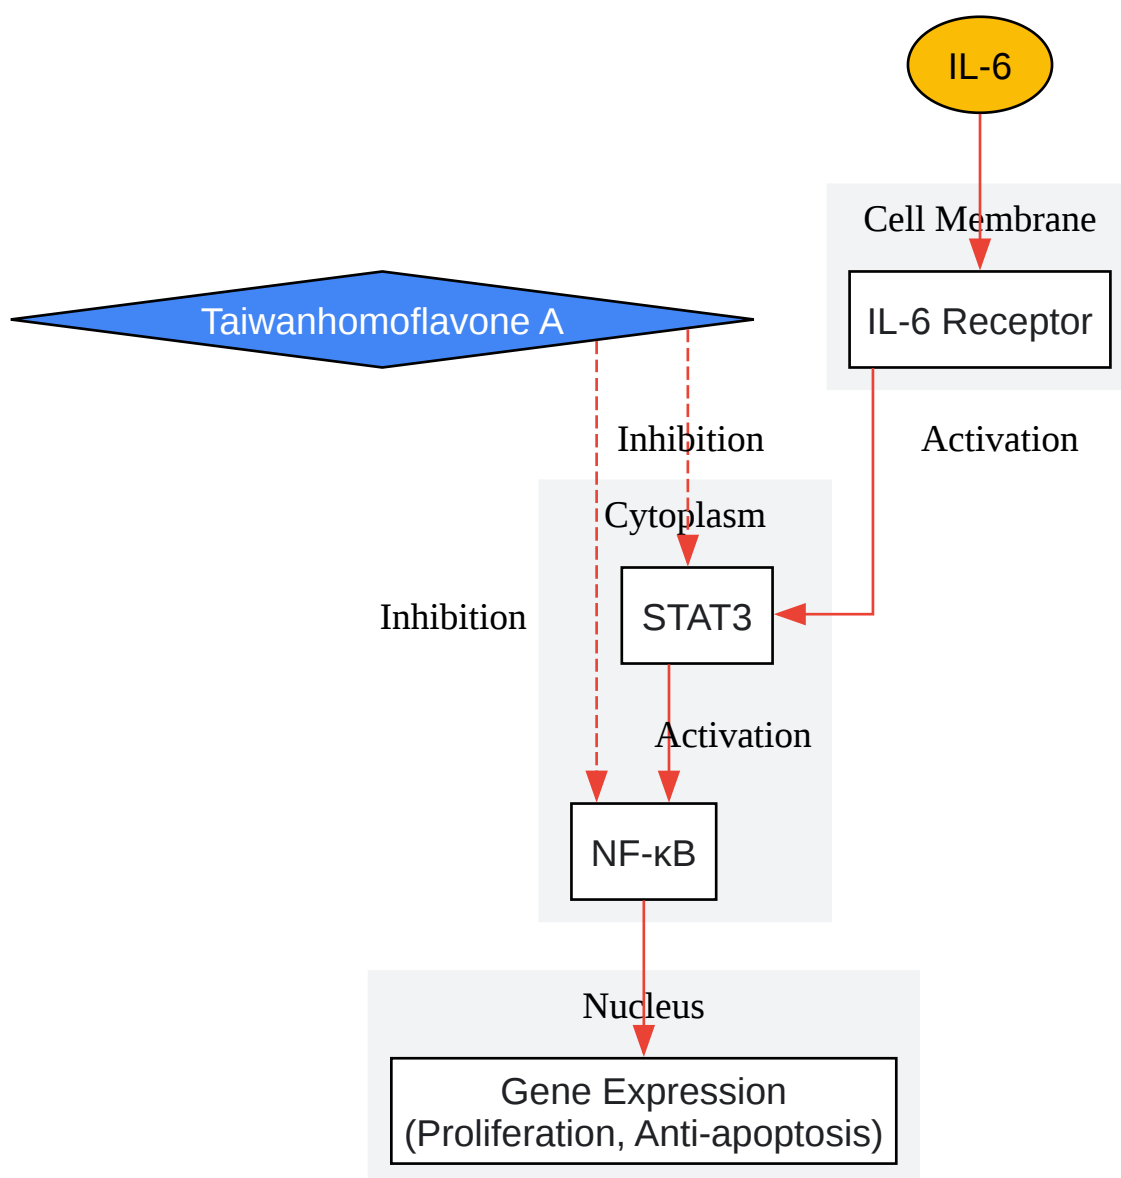 IL-6
Cell Membrane
IL-6 Receptor
Taiwanhomoflavone A
Inhibition
Activation
Cytoplasm
STAT3
Inhibition
Activation
NF-κB
Nucleus
Gene Expression
(Proliferation, Anti-apoptosis)